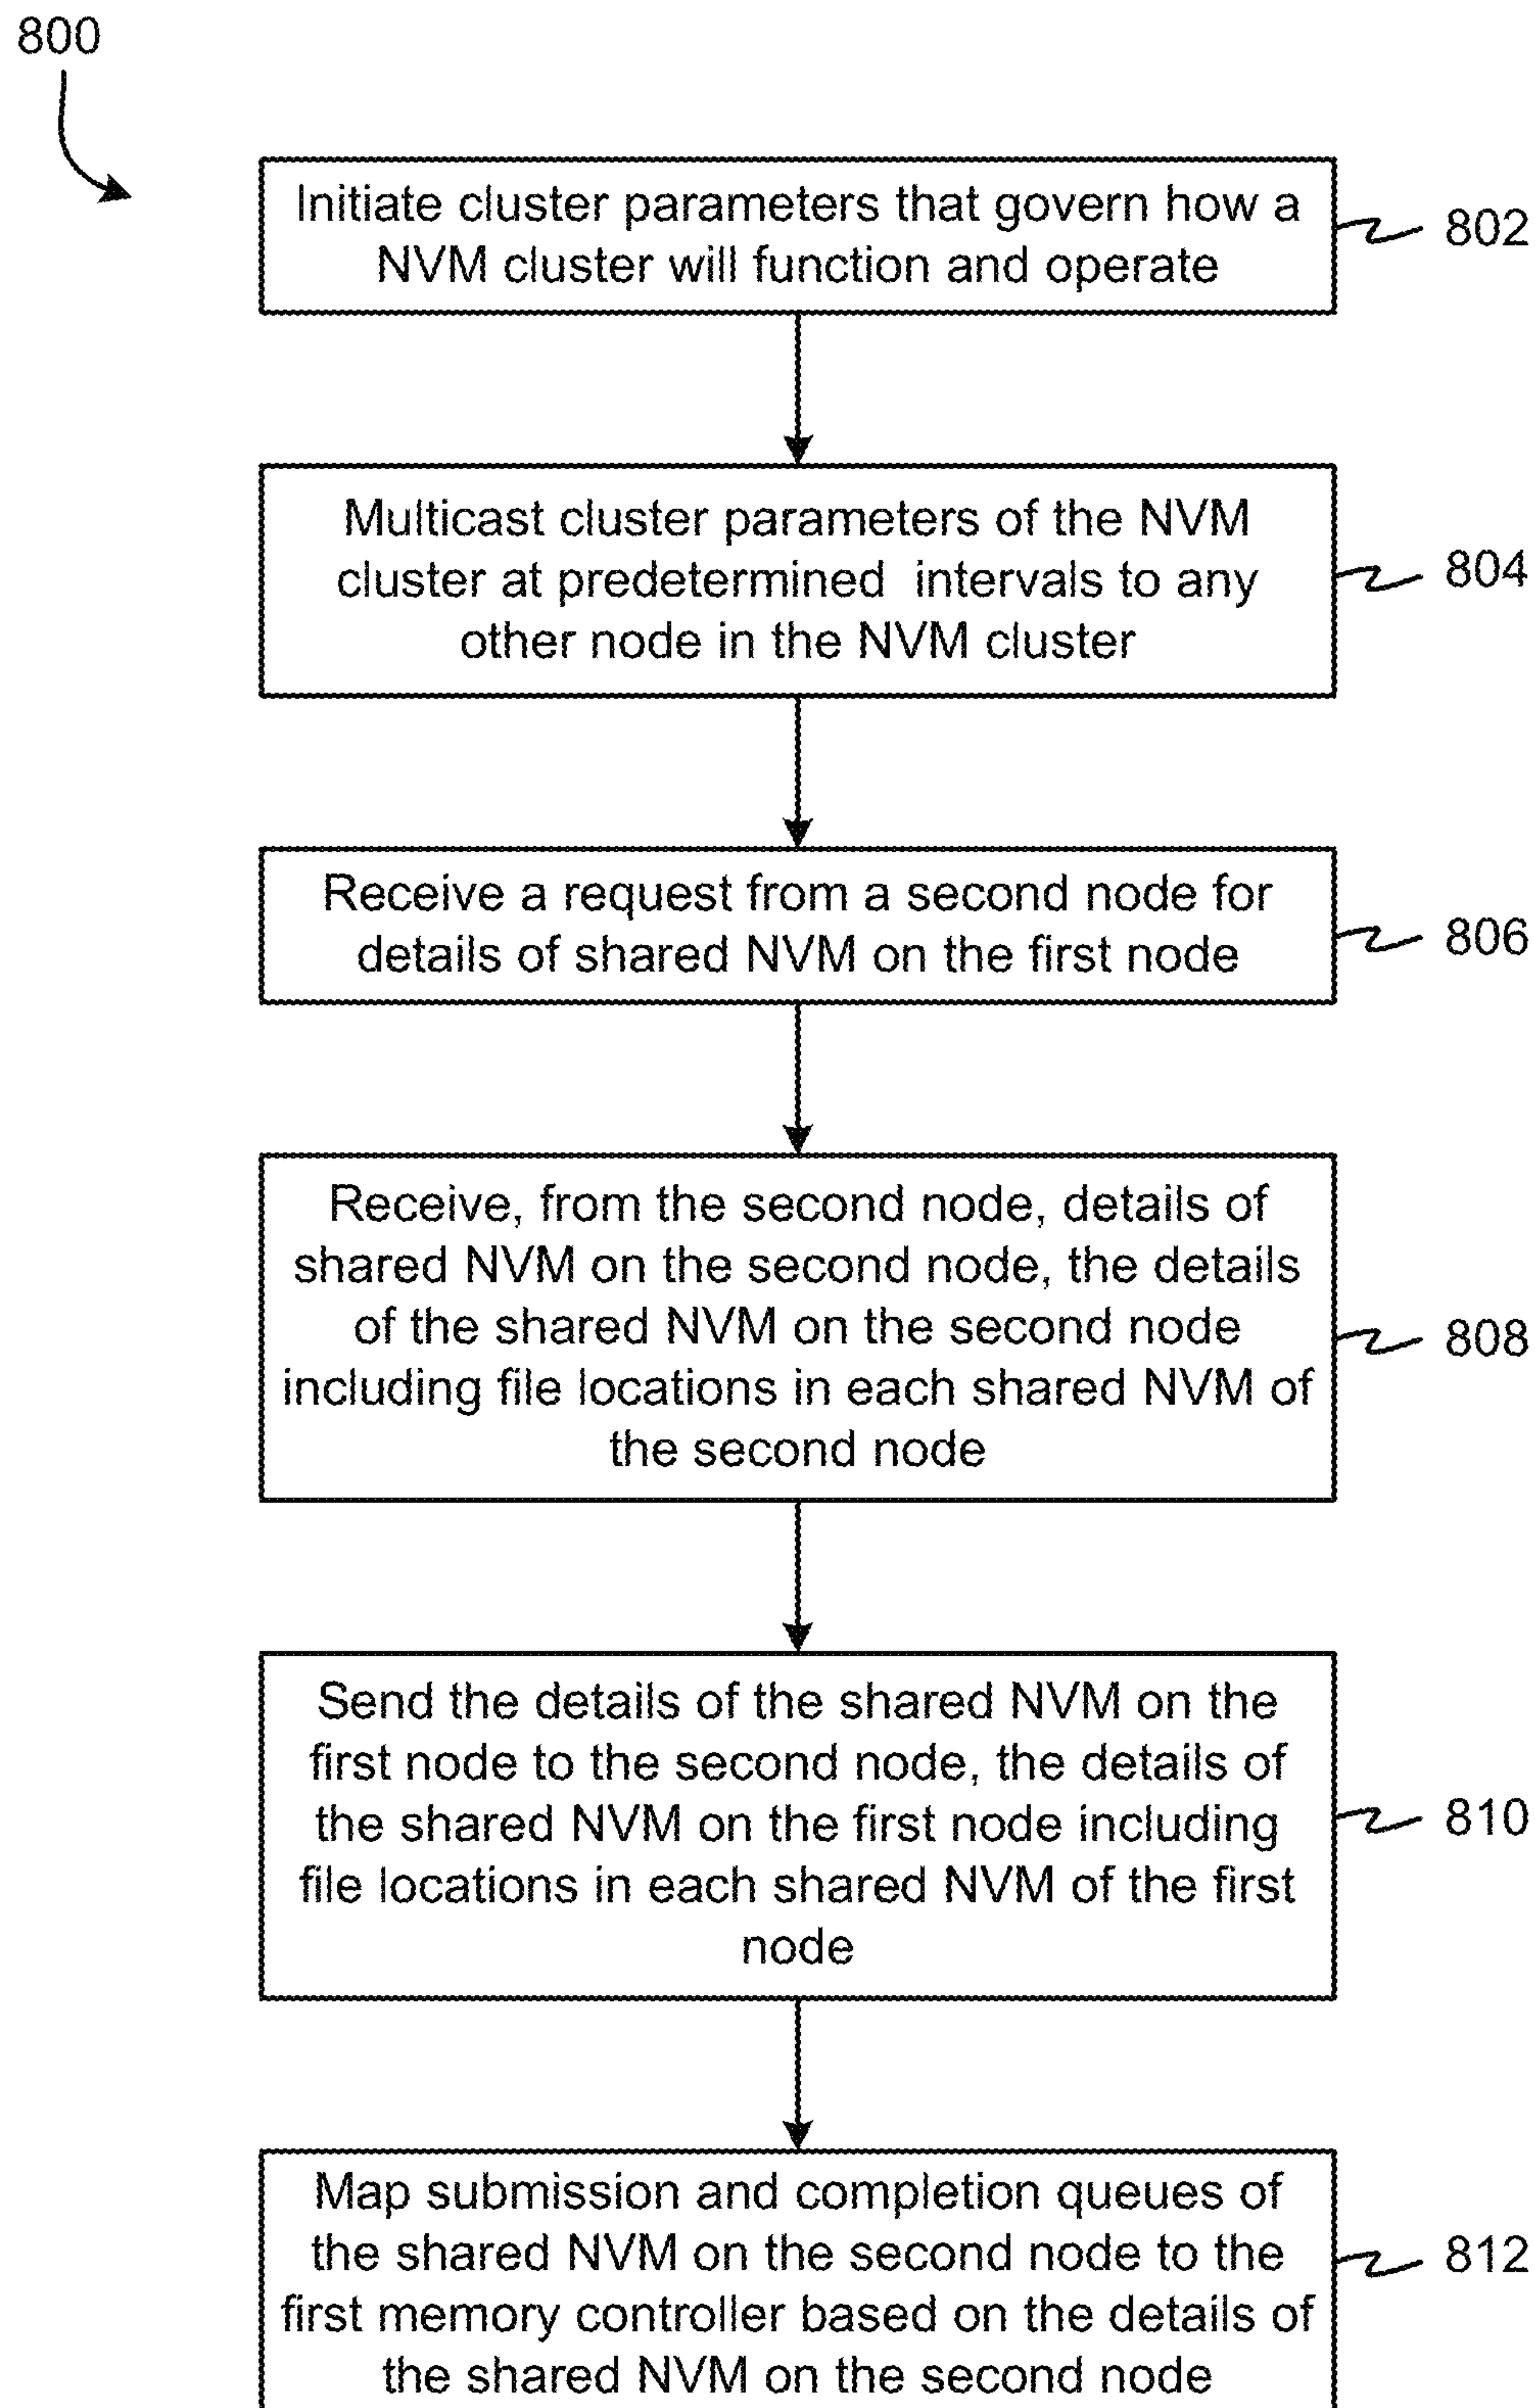 800
Initiate cluster parameters that govern how a
NVM cluster will function and operate
802
Multicast cluster parameters of the NVM
cluster at predetermined intervals to any
other node in the NVM cluster
804
Receive a request from a second node for
details of shared NVM on the first node
806
Receive, from the second node, details of
shared NVM on the second node, the details
of the shared NVM on the second node
including file locations in each shared NVM of
the second node
808
Send the details of the shared NVM on the
first node to the second node, the details of
the shared NVM on the first node including
file locations in each shared NVM of the first
node
810
Map submission and completion queues of
the shared NVM on the second node to the
first memory controller based on the details of
the shared NVM on the second node
812